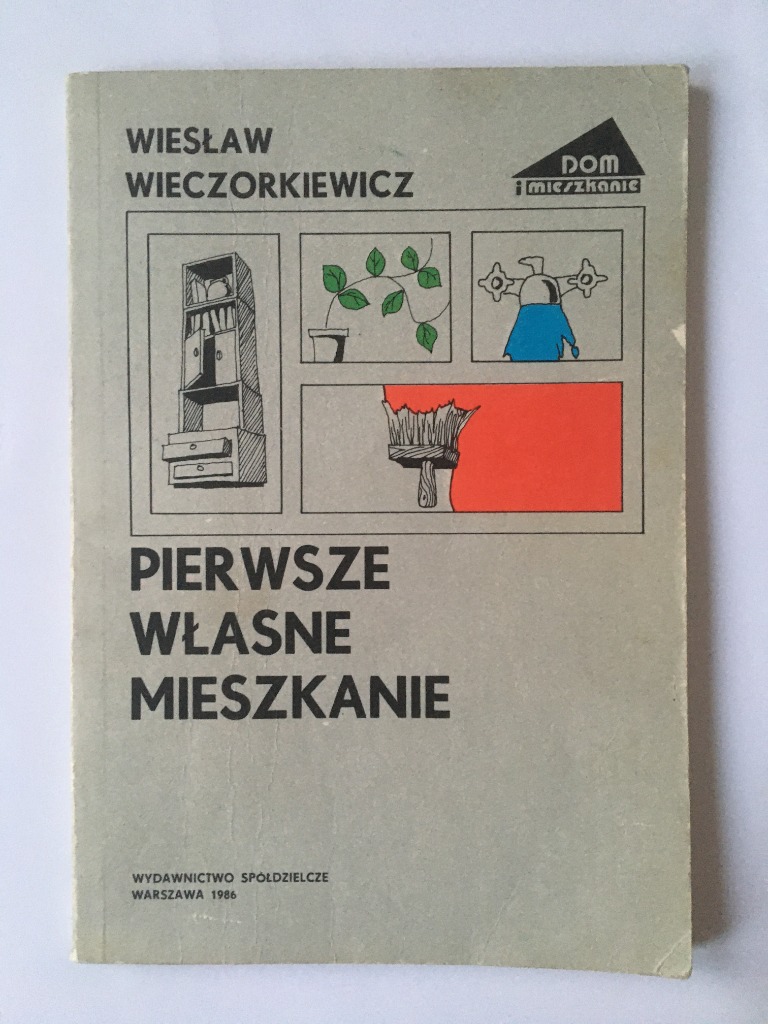 WIESŁAW
WIECZORKIEWICZ
DOM
i mieszkanie
PIERWSZE
WŁASNE
MIESZKANIE
WYDAWNICTWO SPÓŁDZIELCZE
WARSZAWA 1986